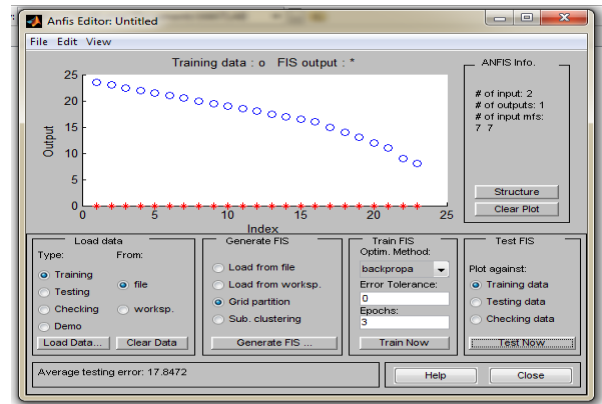 Anfis Editor: Untitled
File Edit View
Training data : o FIS output : *
25
20
15
10
5
0
Output
0 5 10 15 20 25
Index
ANFIS Info.
# of input: 2
# of outputs: 1
# of input mfs:
7 7
Structure
Clear Plot
Load data
Type: From:
Training
Testing
Checking
Demo
file
worksp.
Load Data...
Clear Data
Generate FIS
Load from file
Load from worksp.
Grid partition
Sub. clustering
Generate FIS ...
Train FIS
Optim. Method:
backpropa
Error Tolerance:
0
Epochs:
3
Train Now
Test FIS
Plot against:
Training data
Testing data
Checking data
Test Now
Average testing error: 17.8472
Help
Close